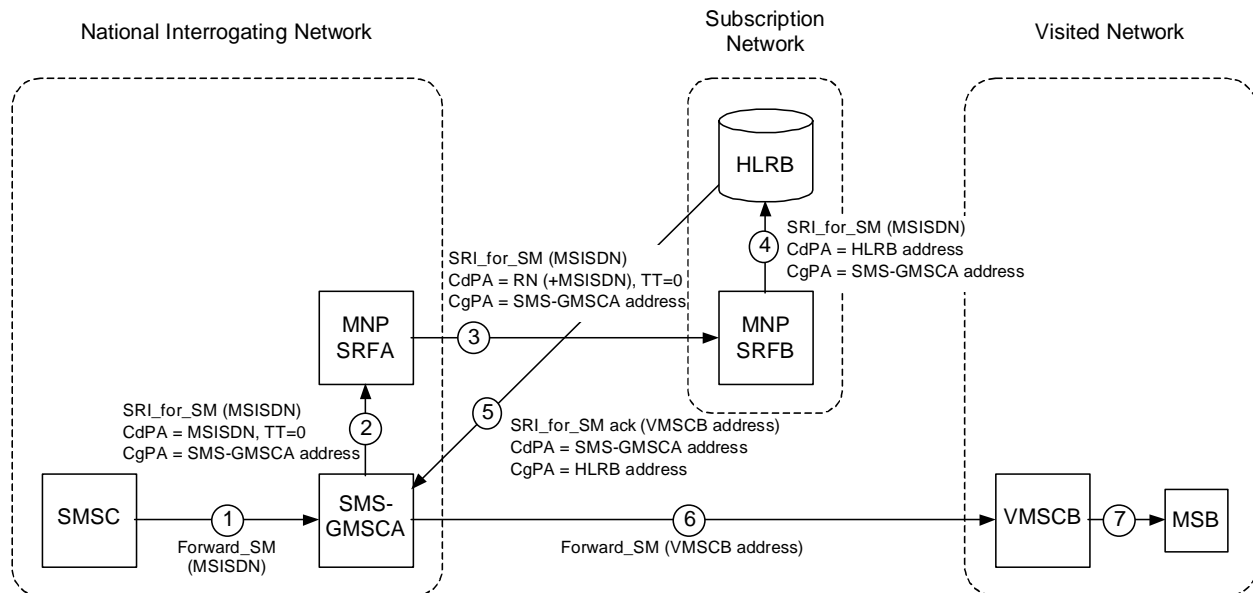 National Interrogating Network
Subscription
Network
Visited Network
HLRB
SRI_for_SM (MSISDN)
CdPA = HLRB address
CgPA = SMS-GMSCA address
4
SRI_for_SM (MSISDN)
CdPA = RN (+MSISDN), TT=0
CgPA = SMS-GMSCA address
MNP
SRFA
3
MNP
SRFB
SRI_for_SM (MSISDN)
CdPA = MSISDN, TT=0
CgPA = SMS-GMSCA address
2
5
SRI_for_SM ack (VMSCB address)
CdPA = SMS-GMSCA address
CgPA = HLRB address
SMSC
1
Forward_SM
(MSISDN)
SMS-
GMSCA
6
Forward_SM (VMSCB address)
VMSCB
7
MSB